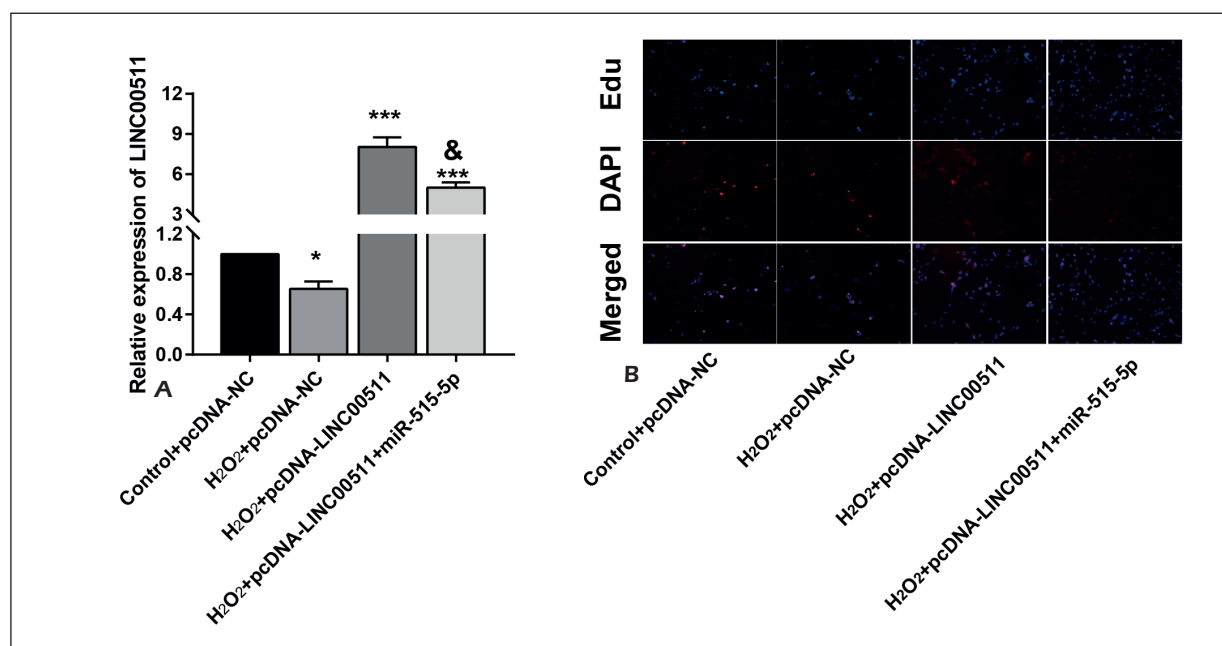 Relative expression of LINC00511
12
9
6
3
1.2
0.8
0.4
0.0
*
***
&
***
A
Control+pcDNA-NC
H2O2+pcDNA-NC
H2O2+pcDNA-LINC00511
H2O2+pcDNA-LINC00511+miR-515-5p
Edu
DAPI
Merged
B
Control+pcDNA-NC
H2O2+pcDNA-NC
H2O2+pcDNA-LINC00511
H2O2+pcDNA-LINC00511+miR-515-5p